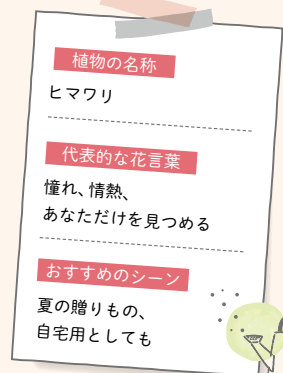 植物の名称
ヒマワリ
代表的な花言葉
憧れ、情熱、
あなただけを見つめる
おすすめのシーン
夏の贈りもの、
自宅用としても